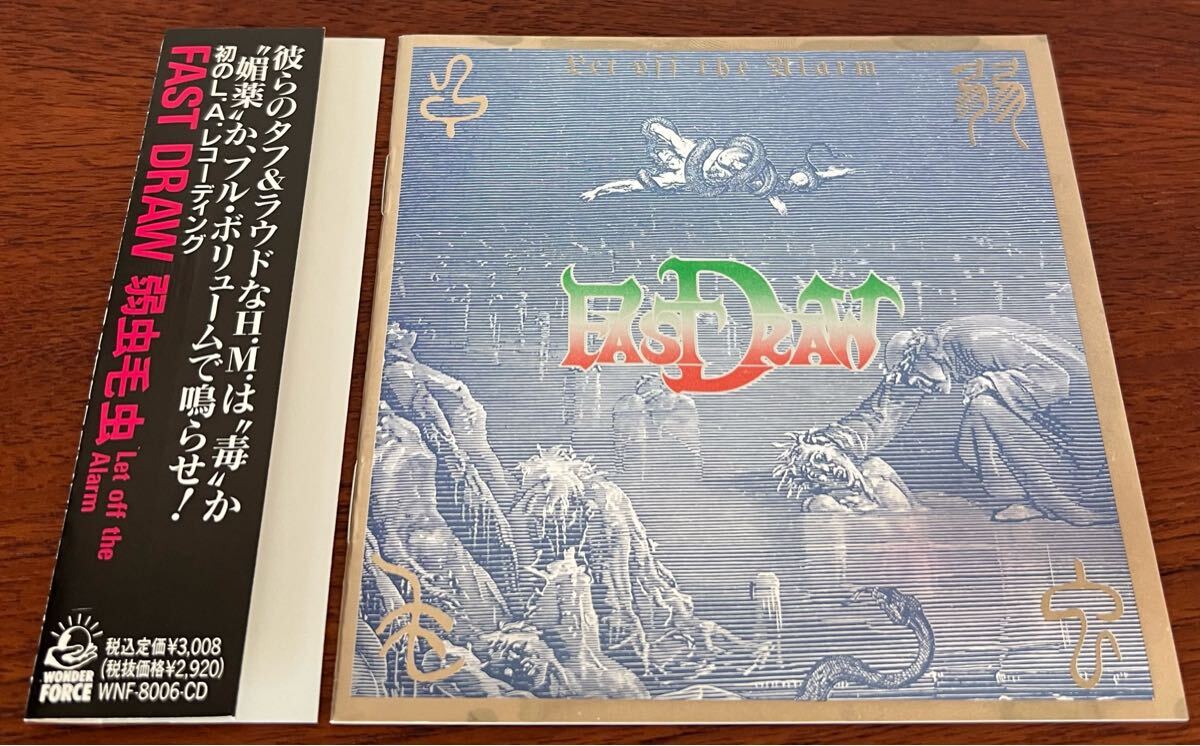 彼らのタフ&ラウドなH.M.は"毒"か
"媚薬"か、フル・ボリュームで鳴らせ!
初のL.A.レコーディング
FAST DRAW 弱虫毛虫 Let off the
Alarm
WONDER
FORCE
税込定価¥3,008
(税抜価格¥2,920)
WNF-8006-CD
Let off the Alarm
FAST DRAW